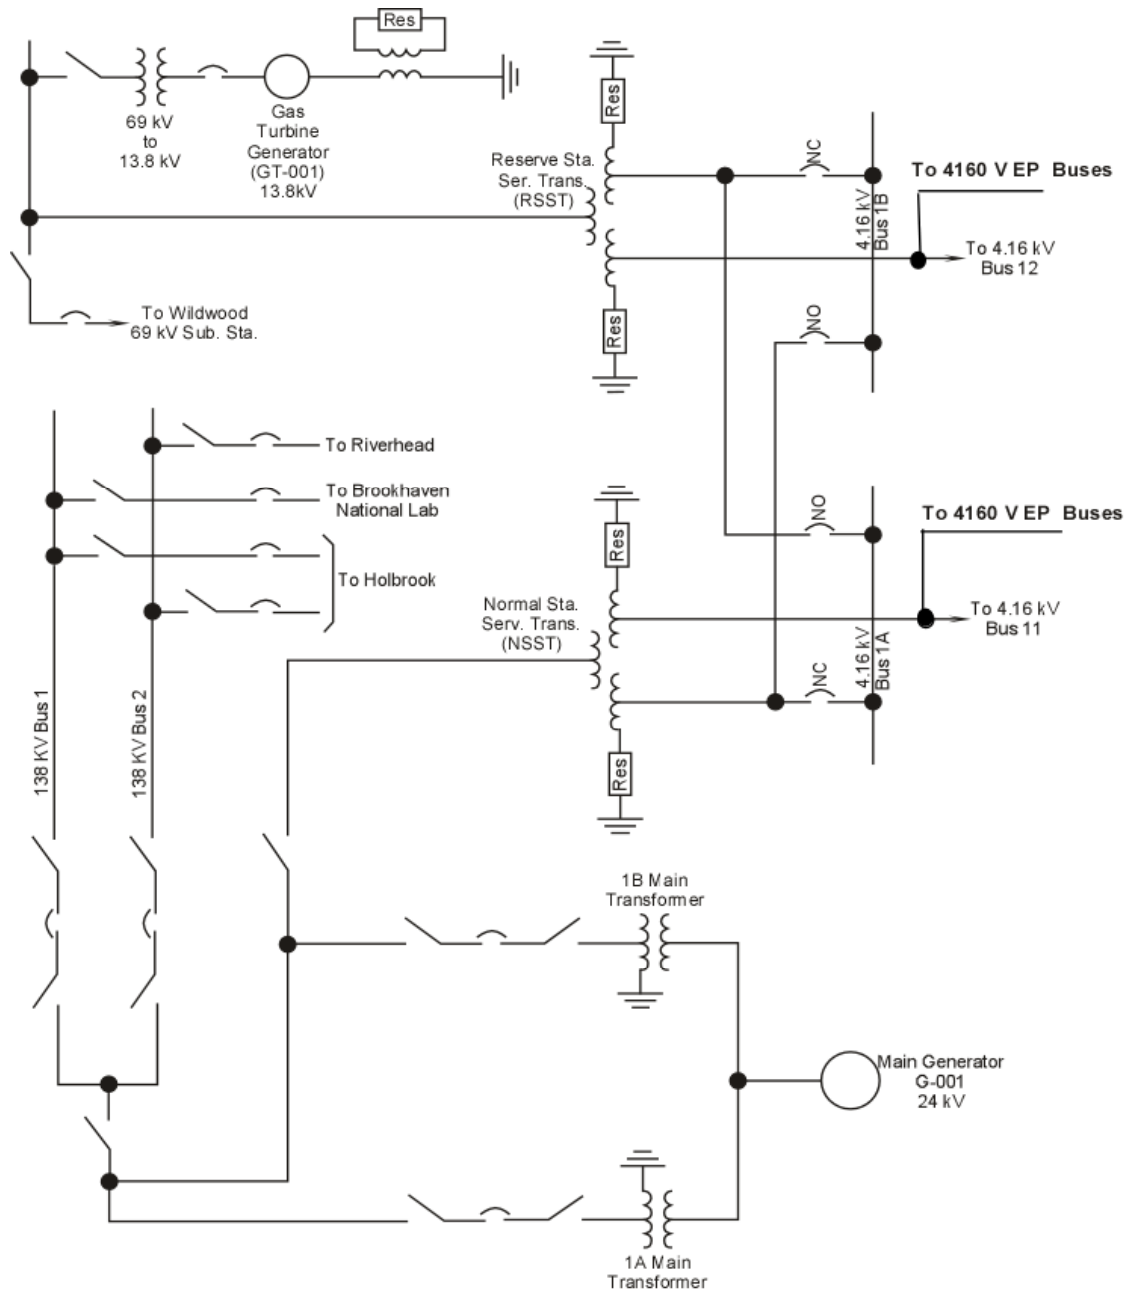 Res
69 kV
to
13.8 kV
Gas
Turbine
Generator
(GT-001)
13.8kV
Res
Reserve Sta.
Ser. Trans.
(RSST)
NC
To 4160 V EP Buses
4.16 kV
Bus 1B
To 4.16 kV
Bus 12
To Wildwood
69 kV Sub. Sta.
Res
NO
To Riverhead
To Brookhaven
National Lab
To Holbrook
Res
NO
To 4160 V EP Buses
Normal Sta.
Serv. Trans.
(NSST)
To 4.16 kV
Bus 11
4.16 kV
Bus 1A
NC
138 KV Bus 1
138 KV Bus 2
Res
1B Main
Transformer
Main Generator
G-001
24 kV
1A Main
Transformer